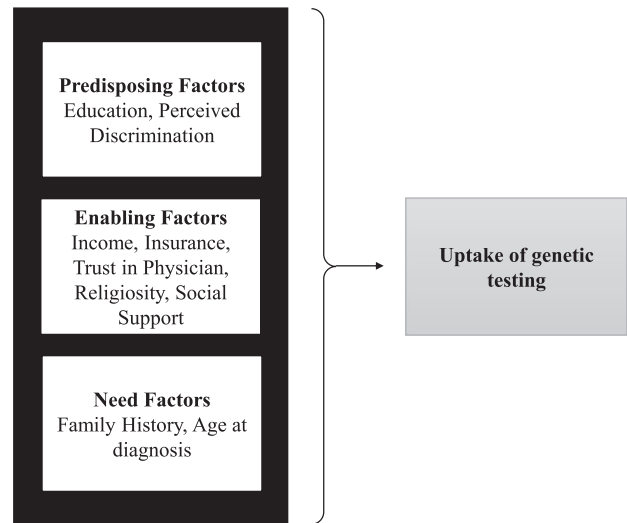 Predisposing Factors
Education, Perceived
Discrimination
Enabling Factors
Income, Insurance,
Trust in Physician,
Religiosity, Social
Support
Need Factors
Family History, Age at
diagnosis
Uptake of genetic
testing